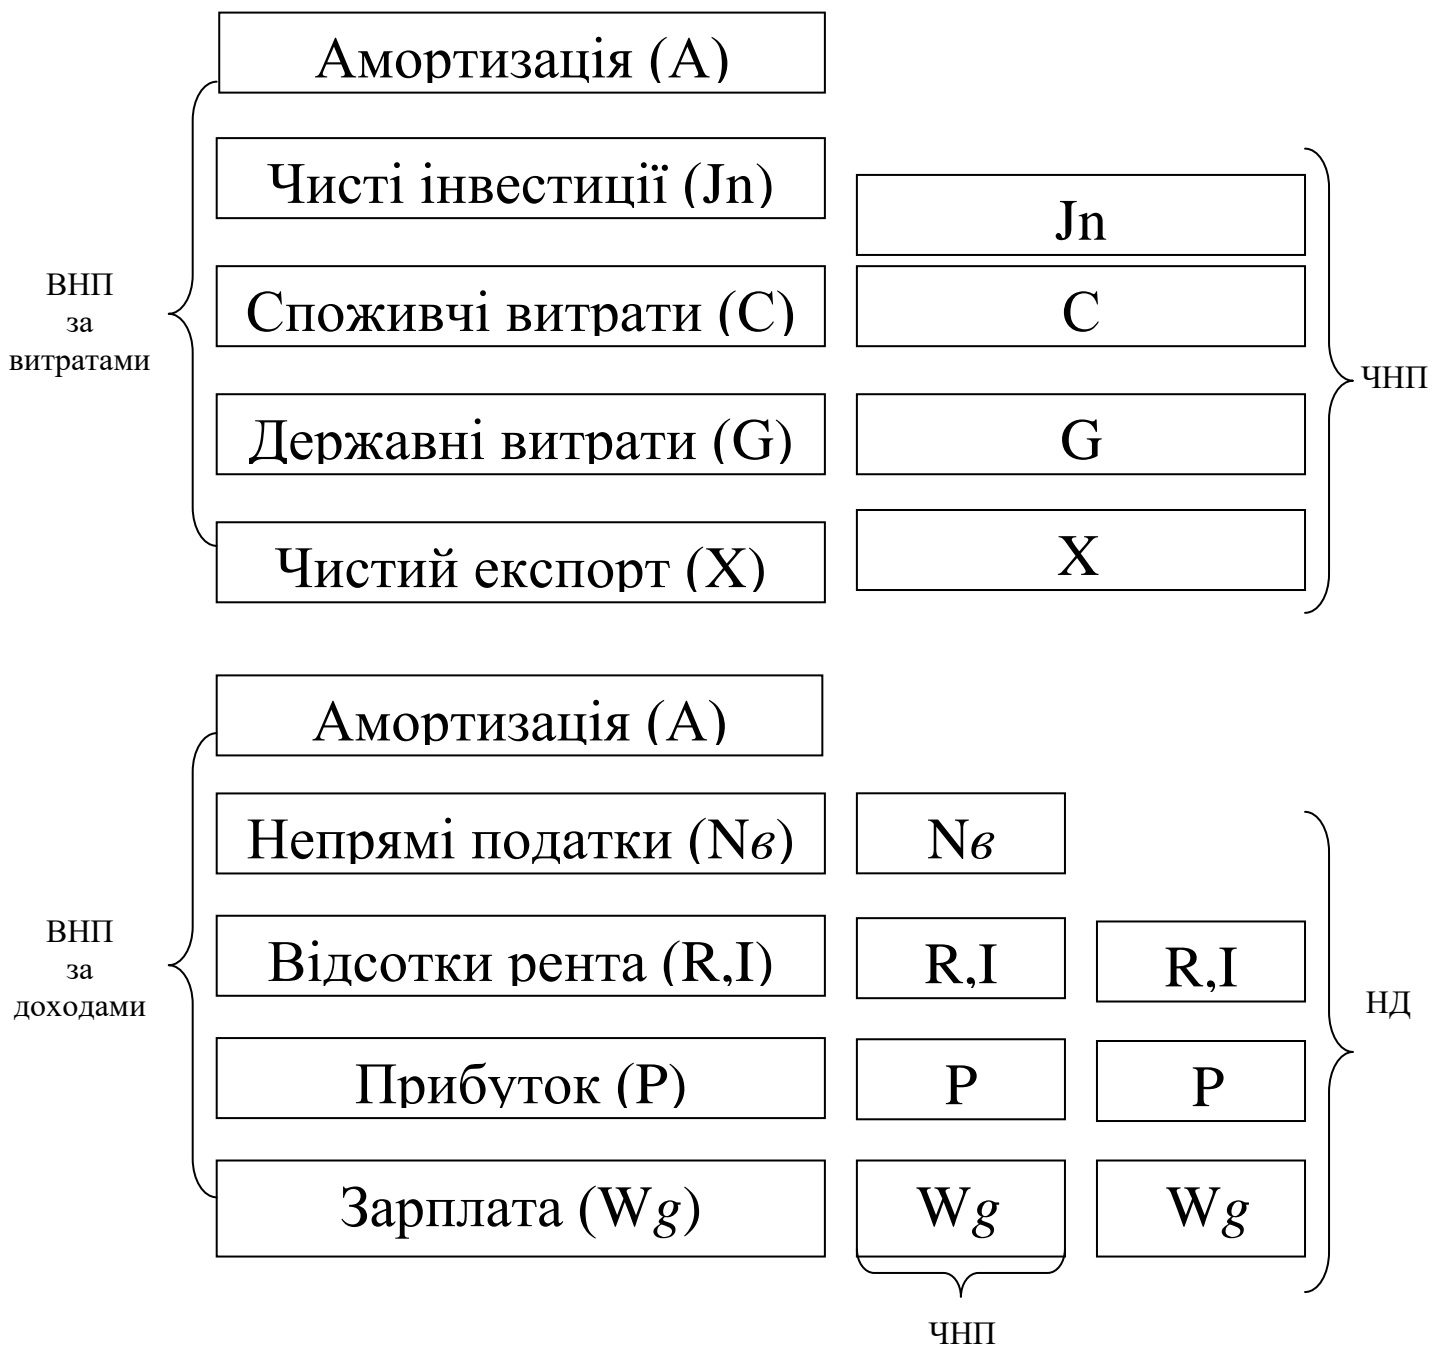 Амортизація (А)
Чисті інвестиції (Jn)
Jn
ВНП
за
витратами
Споживчі витрати (С)
С
ЧНП
Державні витрати (G)
G
Чистий експорт (Х)
Х
Амортизація (А)
Непрямі податки (Nв)
Nв
ВНП
за
доходами
Відсотки рента (R,I)
R,I
R,I
НД
Прибуток (Р)
Р
Р
Зарплата (Wg)
Wg
Wg
ЧНП